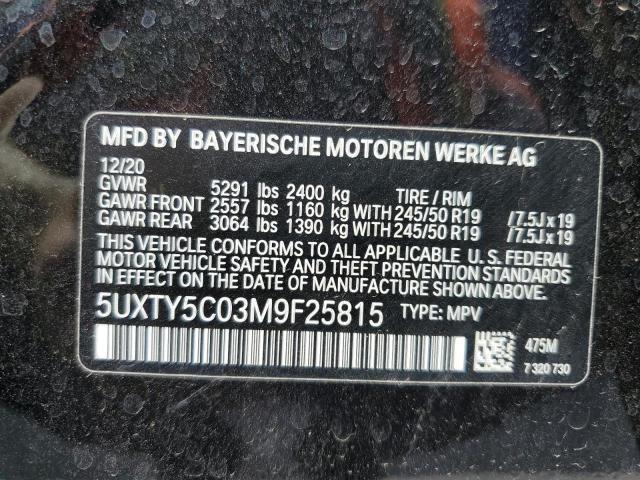 MFD BY BAYERISCHE MOTOREN WERKE AG
12/20
GVWR 5291 lbs 2400 kg TIRE / RIM
GAWR FRONT 2557 lbs 1160 kg WITH 245/50 R19 /7.5J x 19
GAWR REAR 3064 lbs 1390 kg WITH 245/50 R19 /7.5J x 19
THIS VEHICLE CONFORMS TO ALL APPLICABLE U. S. FEDERAL
MOTOR VEHICLE SAFETY AND THEFT PREVENTION STANDARDS
IN EFFECT ON THE DATE OF MANUFACTURE SHOWN ABOVE.
5UXTY5C03M9F25815 TYPE: MPV
475M
7 320 730